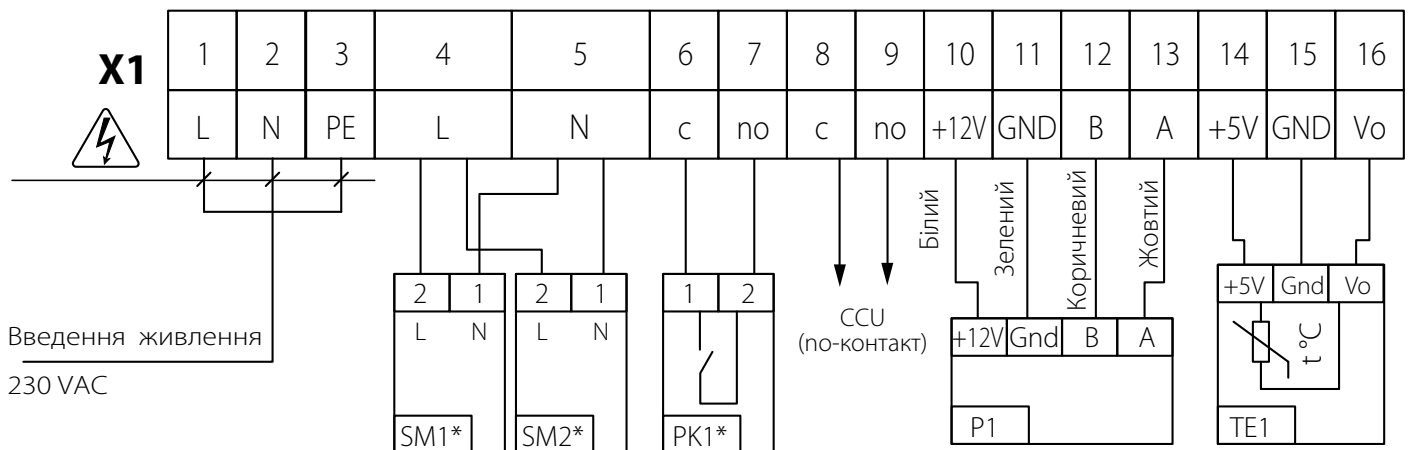 X1
1 2 3 4 5 6 7 8 9 10 11 12 13 14 15 16
L N PE L N c no c no +12V GND B A +5V GND Vo
Білий
Зелений
Коричневий
Жовтий
2 1
L N
SM1*
2 1
L N
SM2*
1 2
PK1*
CCU
(no-контакт)
+12V Gnd B A
P1
+5V Gnd Vo
t °C
TE1
Введення живлення
230 VAC